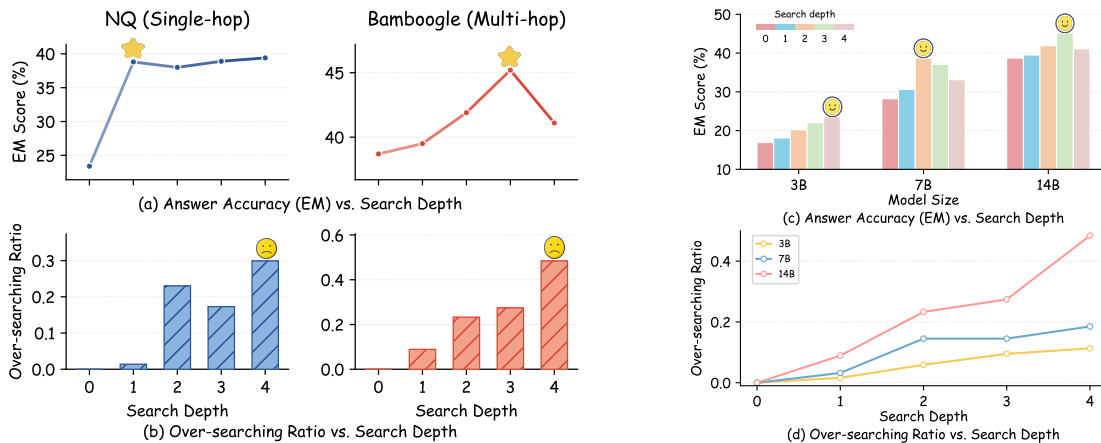 NQ (Single-hop)
EM Score (%)
40
35
30
25
Bamboogle (Multi-hop)
45
40
(a) Answer Accuracy (EM) vs. Search Depth
Over-searching Ratio
0.3
0.2
0.1
0.0
0 1 2 3 4
Search Depth
0.6
0.4
0.2
0.0
0 1 2 3 4
Search Depth
(b) Over-searching Ratio vs. Search Depth
EM Score (%)
50
40
30
20
10
Search depth
0 1 2 3 4
3B 7B 14B
Model Size
(c) Answer Accuracy (EM) vs. Search Depth
Over-searching Ratio
0.4
0.2
0.0
3B
7B
14B
0 1 2 3 4
Search Depth
(d) Over-searching Ratio vs. Search Depth